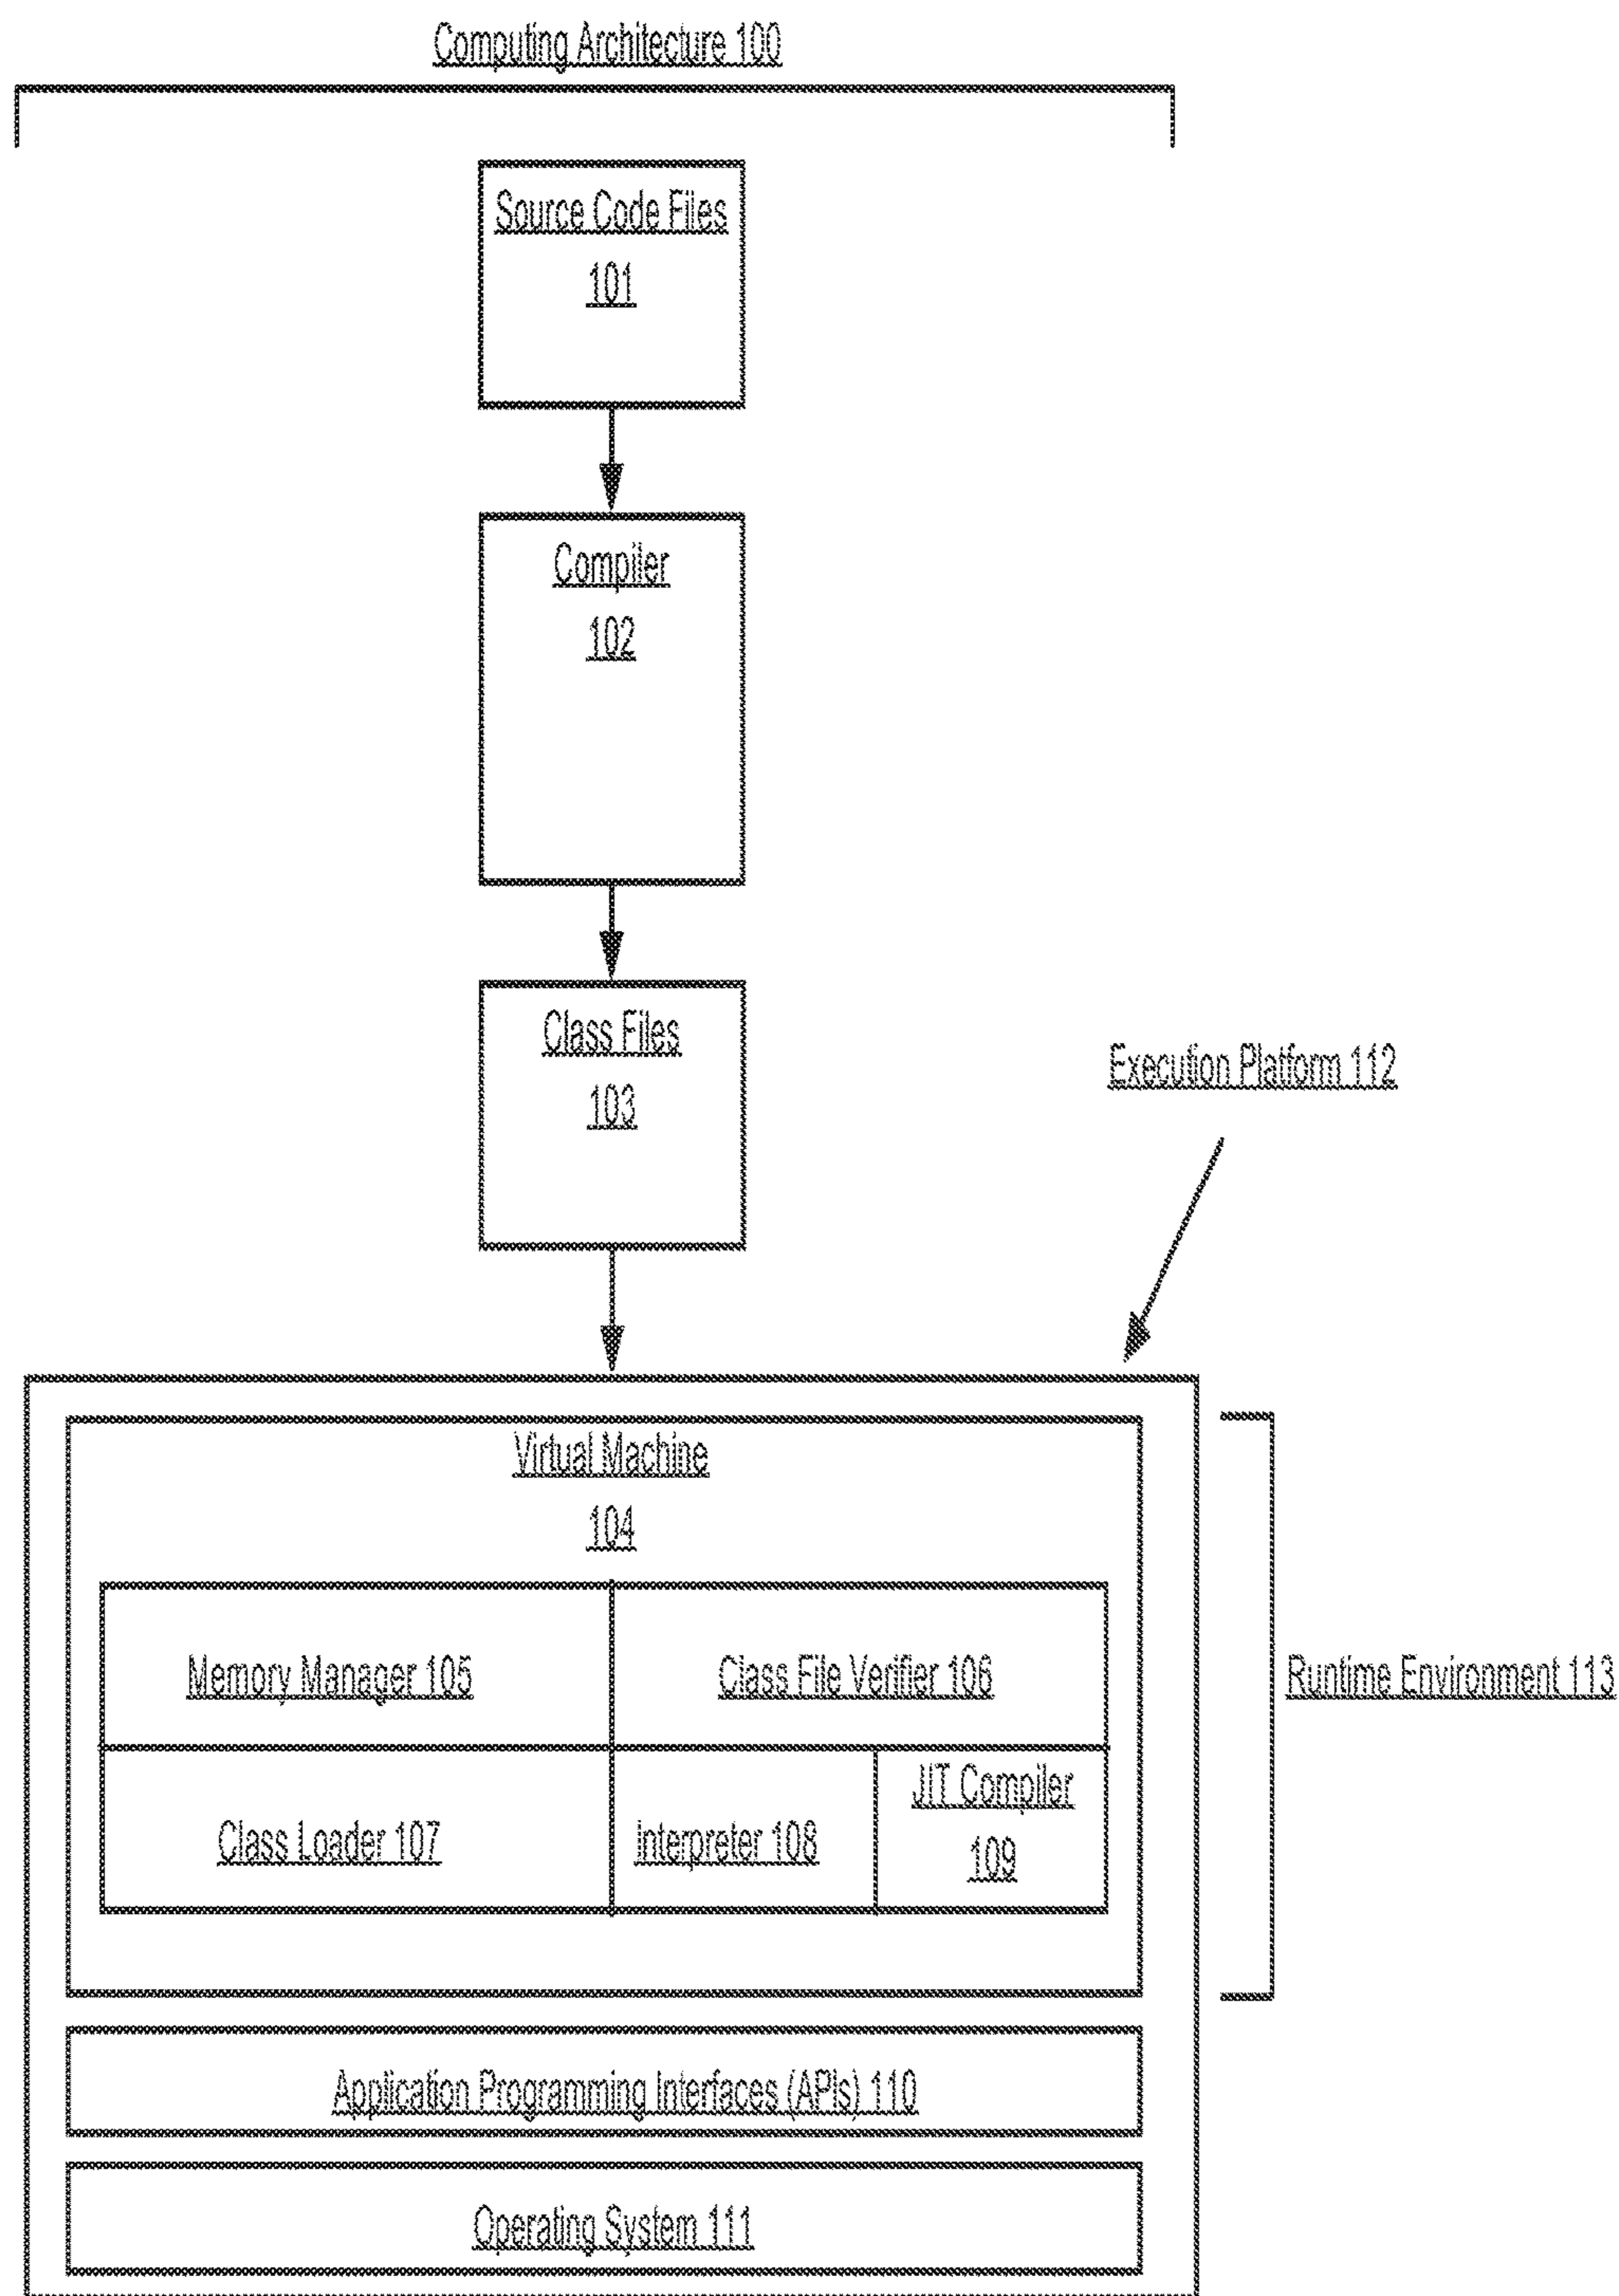 Computing Architecture 100
Source Code Files
101
Compiler
102
Class Files
103
Execution Platform 112
Virtual Machine
104
Memory Manager 105
Class File Verifier 106
Runtime Environment 113
Class Loader 107
Interpreter 108
JIT Compiler
109
Application Programming Interfaces (APIs) 110
Operating System 111